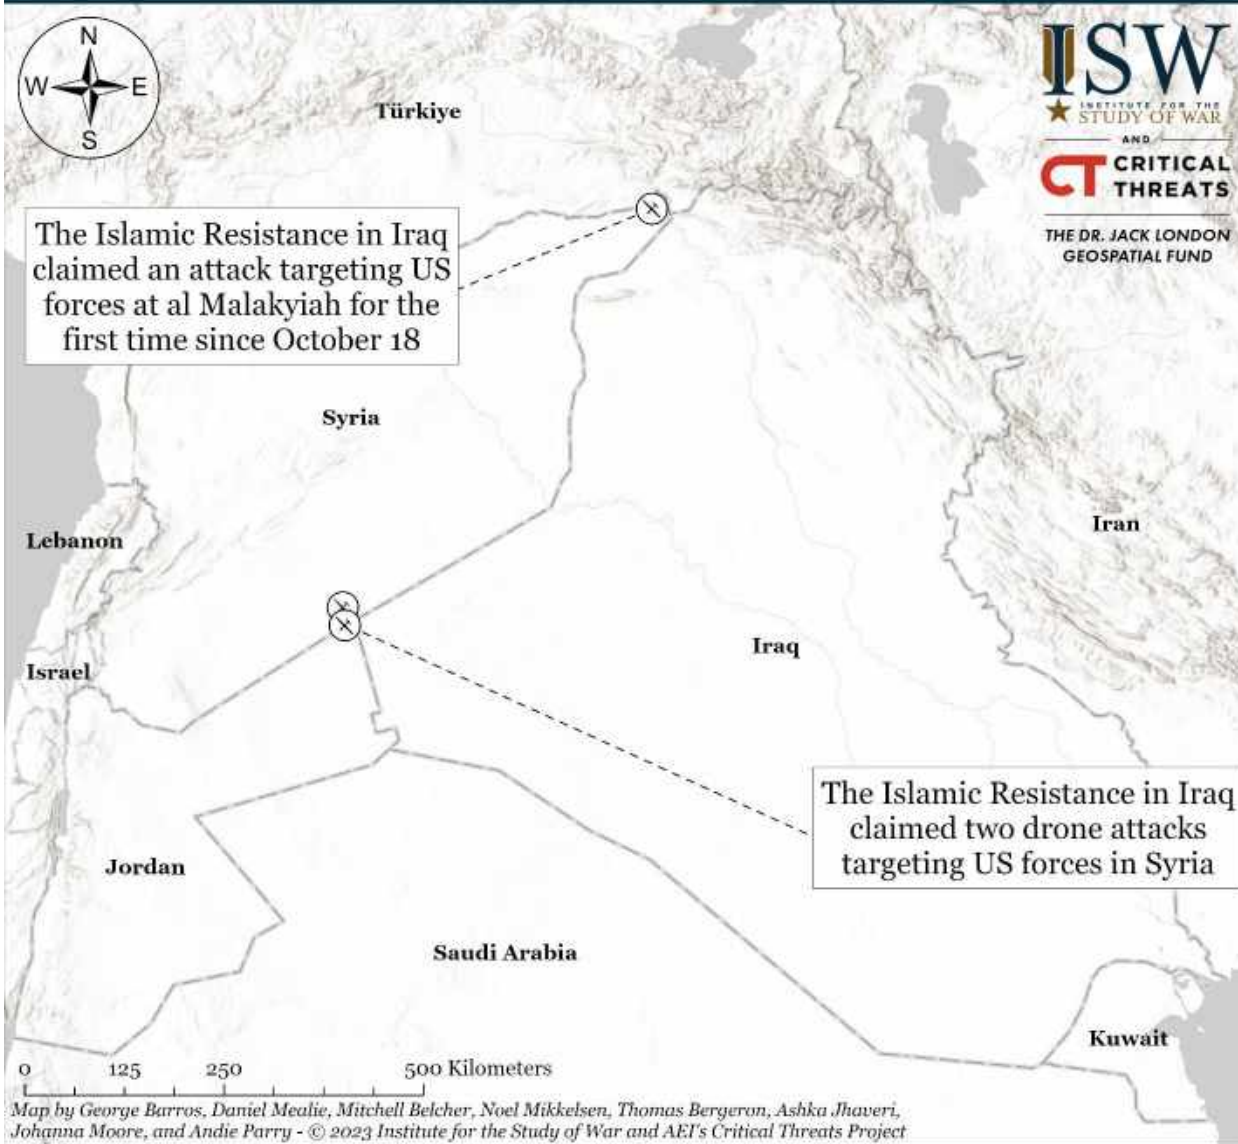 N
W E
S
Türkiye
ISW
INSTITUTE FOR THE
STUDY OF WAR
AND
CT CRITICAL
THREATS
THE DR. JACK LONDON
GEOSPATIAL FUND
The Islamic Resistance in Iraq
claimed an attack targeting US
forces at al Malakyiah for the
first time since October 18
Syria
Lebanon
Iran
Israel
Iraq
The Islamic Resistance in Iraq
claimed two drone attacks
targeting US forces in Syria
Jordan
Saudi Arabia
Kuwait
0 125 250 500 Kilometers
Map by George Barros, Daniel Mealie, Mitchell Belcher, Noel Mikkelsen, Thomas Bergeron, Ashka Jhaveri,
Johanna Moore, and Andie Parry - © 2023 Institute for the Study of War and AEI's Critical Threats Project